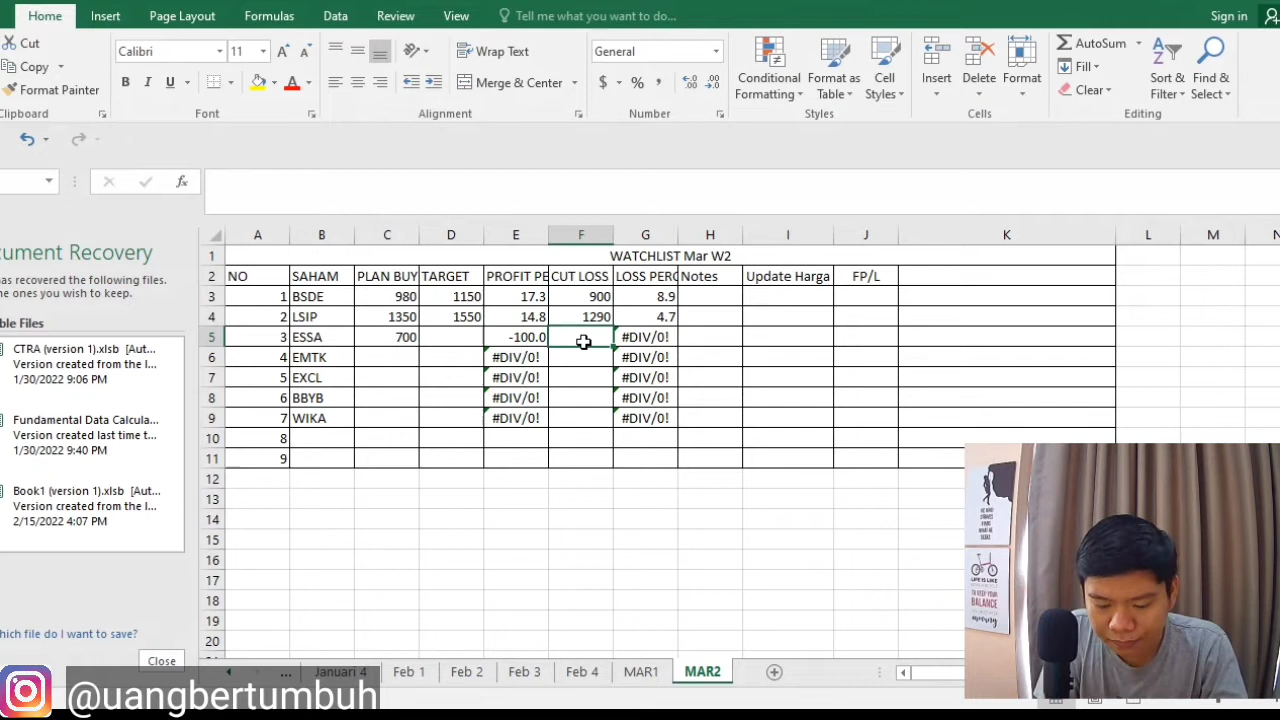 Home Insert Page Layout Formulas Data Review View Tell me what you want to do... Sign in
Cut
Copy
Format Painter
Calibri 11
B I U A
Wrap Text
Merge & Center
General
$ %
Conditional Formatting
Format as Table
Cell Styles
Insert Delete Format
AutoSum
Fill
Clear
Sort & Filter
Find & Select
Clipboard Font Alignment Number Styles Cells Editing
fx
cument Recovery
has recovered the following files.
e ones you wish to keep.
ble Files
CTRA (version 1).xlsb [Aut...
Version created from the l...
1/30/2022 9:06 PM
Fundamental Data Calcula...
Version created last time t...
1/30/2022 9:40 PM
Book1 (version 1).xlsb [Aut...
Version created from the l...
2/15/2022 4:07 PM
hich file do I want to save?
Close
A B C D E F G H I J K L M N
1 WATCHLIST Mar W2
2 NO SAHAM PLAN BUY TARGET PROFIT PE CUT LOSS LOSS PERC Notes Update Harga FP/L
3 1 BSDE 980 1150 17.3 900 8.9
4 2 LSIP 1350 1550 14.8 1290 4.7
5 3 ESSA 700 -100.0 #DIV/0!
6 4 EMTK #DIV/0! #DIV/0!
7 5 EXCL #DIV/0! #DIV/0!
8 6 BBYB #DIV/0! #DIV/0!
9 7 WIKA #DIV/0! #DIV/0!
10 8
11 9
12
13
14
15
16
17
18
19
20
... Januari 4 Feb 1 Feb 2 Feb 3 Feb 4 MAR1 MAR2
@uangbertumbuh
LIFE IS LIKE
BICYCLE
TO KEEP YOUR
BALANCE